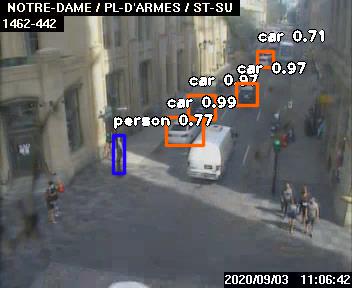 NOTRE-DAME / PL-D'ARMES / ST-SU
1462-442
car 0.71
car 0.97
car 0.97
car 0.99
person 0.77
2020/09/03 11:06:42